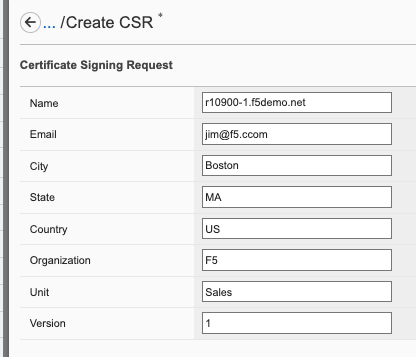 ... /Create CSR *
Certificate Signing Request
Name r10900-1.f5demo.net
Email jim@f5.ccom
City Boston
State MA
Country US
Organization F5
Unit Sales
Version 1